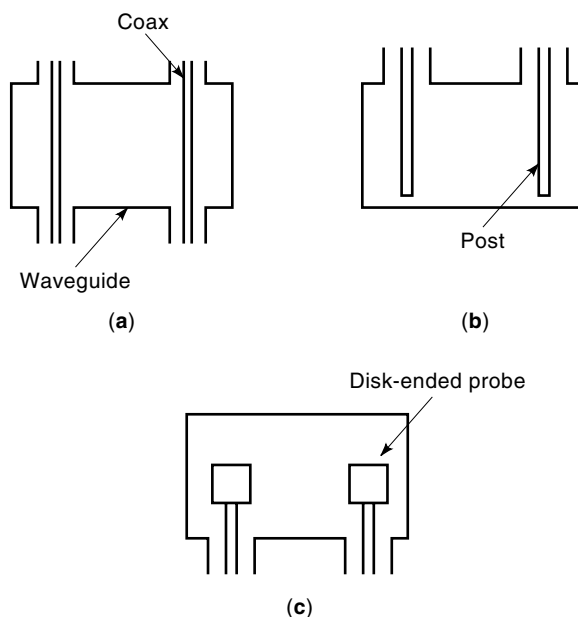 Coax
Waveguide
Post
(a)
(b)
Disk-ended probe
(c)